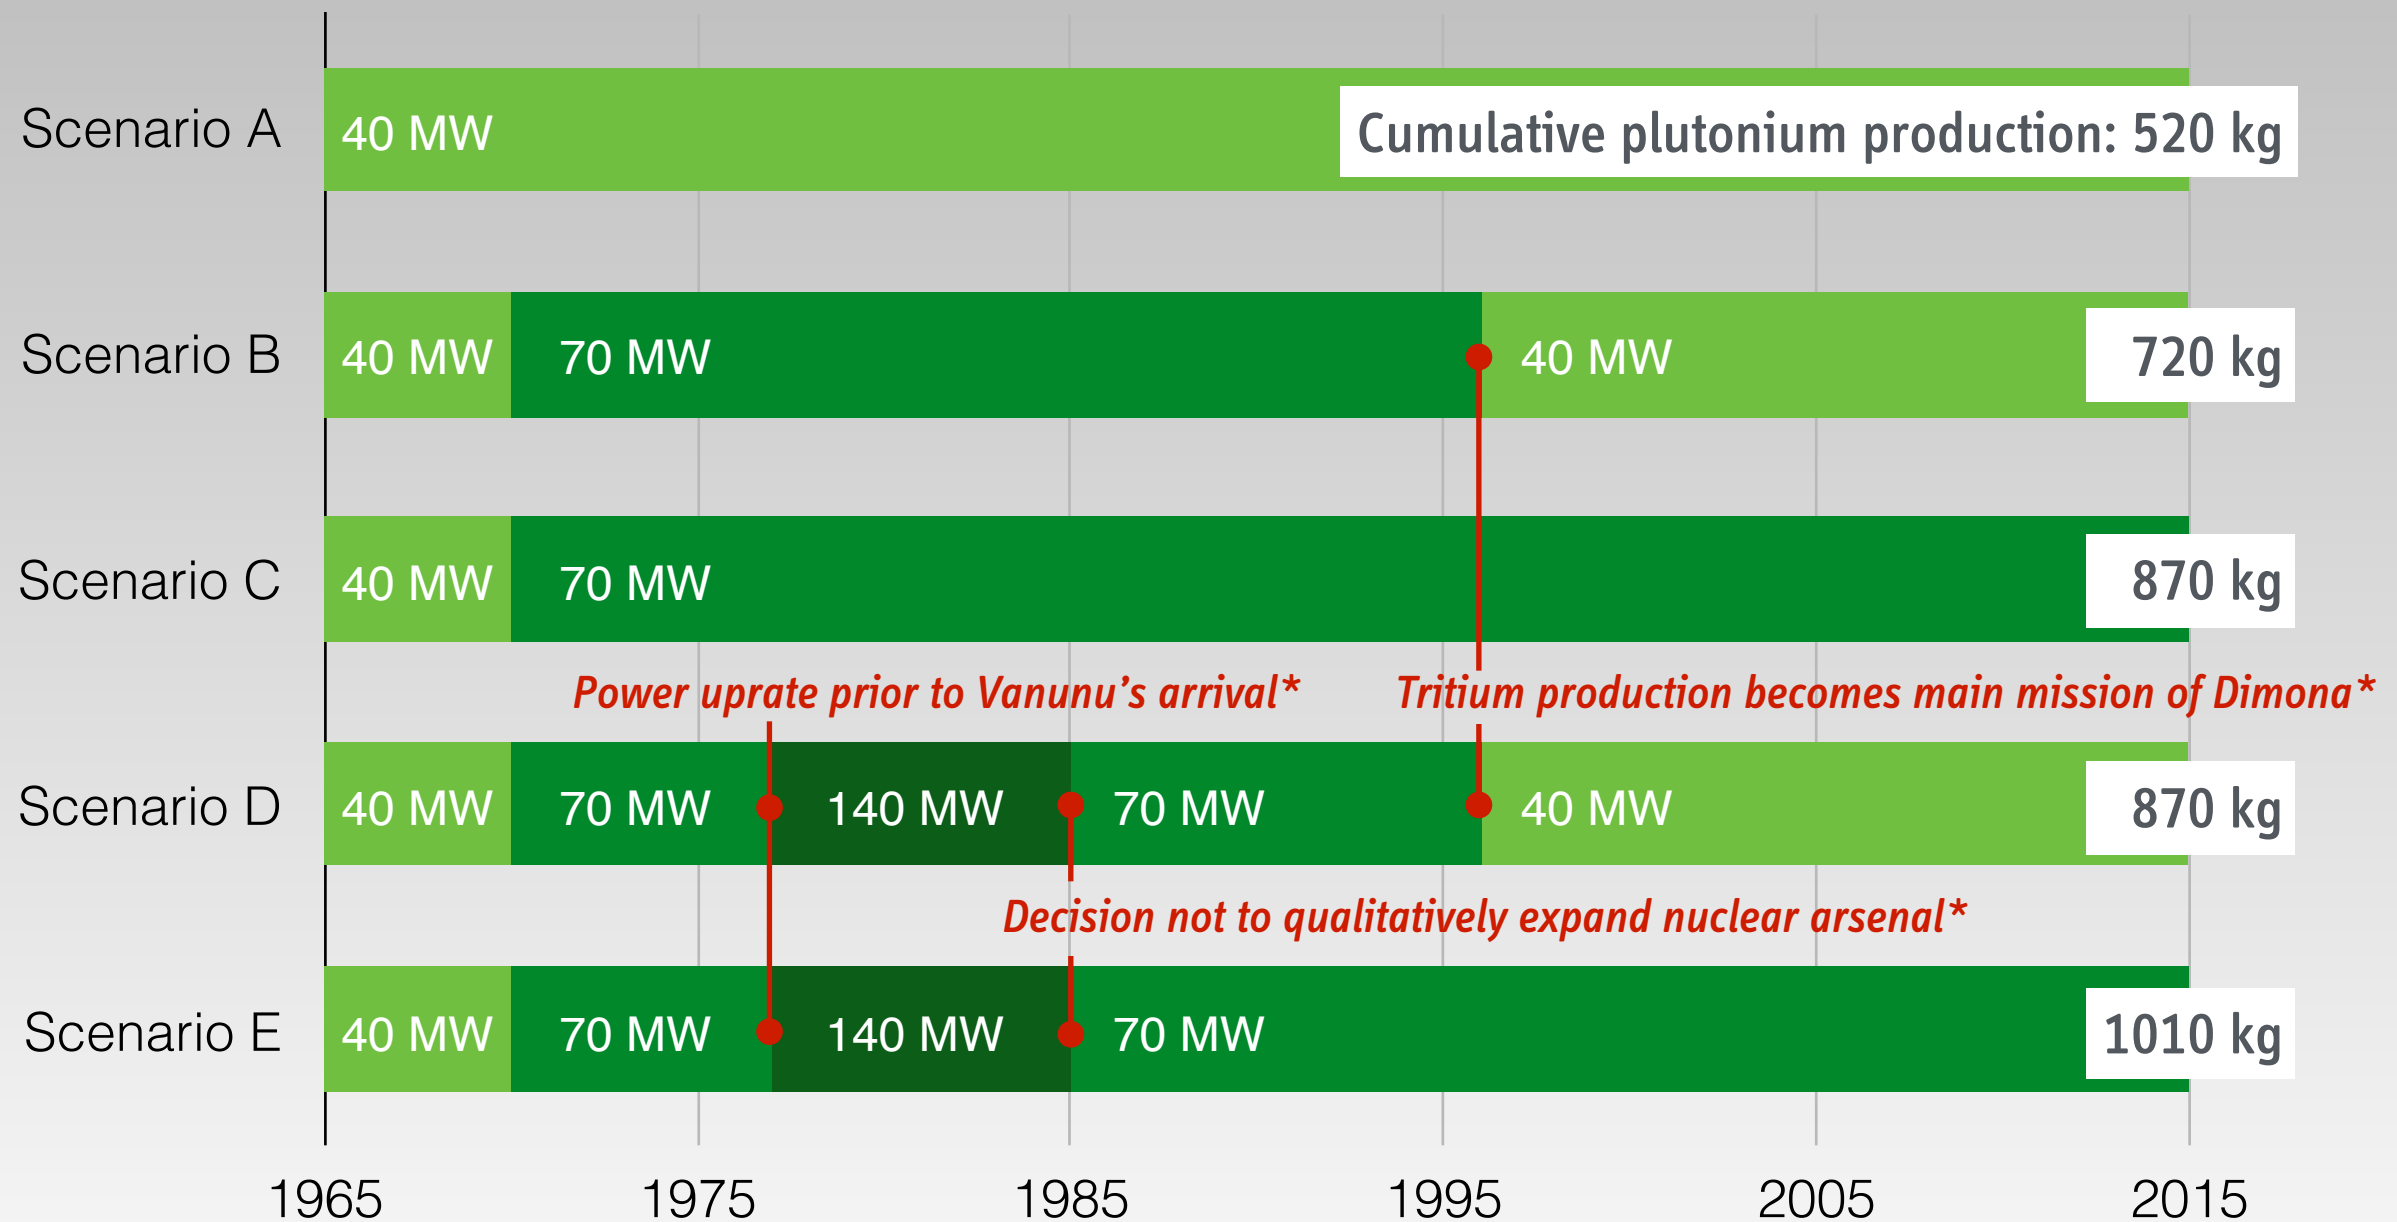 Scenario A
40 MW
Cumulative plutonium production: 520 kg
Scenario B
40 MW
70 MW
40 MW
720 kg
Scenario C
40 MW
70 MW
870 kg
Power uprate prior to Vanunu’s arrival*
Tritium production becomes main mission of Dimona*
Scenario D
40 MW
70 MW
140 MW
70 MW
40 MW
870 kg
Decision not to qualitatively expand nuclear arsenal*
Scenario E
40 MW
70 MW
140 MW
70 MW
1010 kg
1965
1975
1985
1995
2005
2015